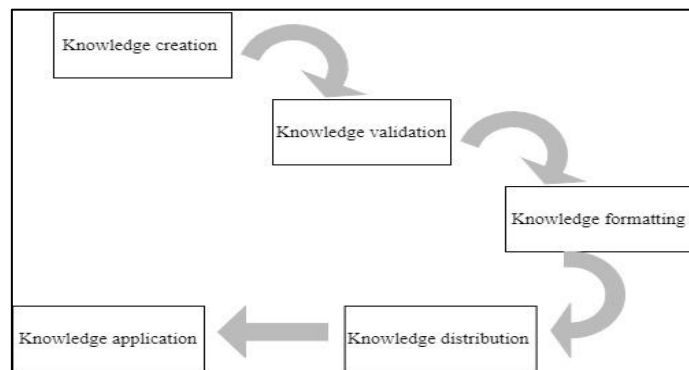 Knowledge creation
Knowledge validation
Knowledge formatting
Knowledge distribution
Knowledge application